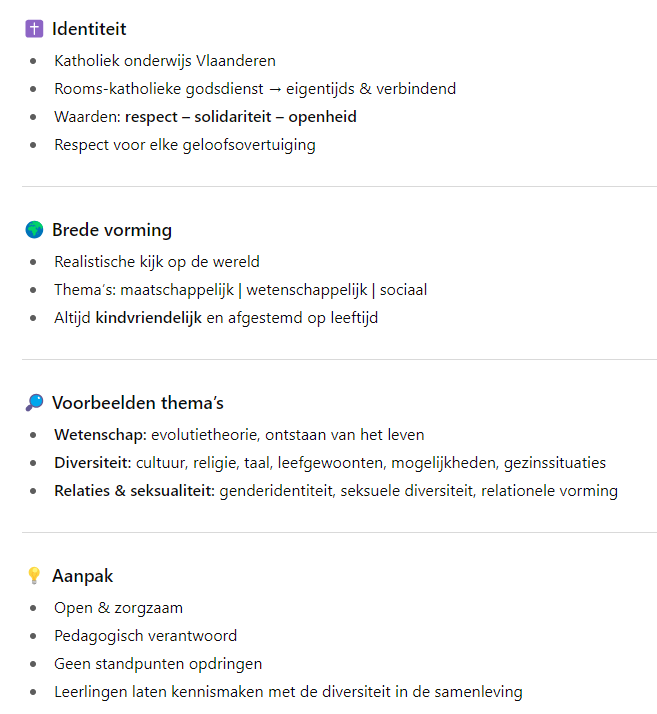 Identiteit
Katholiek onderwijs Vlaanderen
Rooms-katholieke godsdienst → eigentijds & verbindend
Waarden: respect – solidariteit – openheid
Respect voor elke geloofsovertuiging
Brede vorming
Realistische kijk op de wereld
Thema's: maatschappelijk | wetenschappelijk | sociaal
Altijd kindvriendelijk en afgestemd op leeftijd
Voorbeelden thema's
Wetenschap: evolutietheorie, ontstaan van het leven
Diversiteit: cultuur, religie, taal, leefgewoonten, mogelijkheden, gezinssituaties
Relaties & seksualiteit: genderidentiteit, seksuele diversiteit, relationele vorming
Aanpak
Open & zorgzaam
Pedagogisch verantwoord
Geen standpunten opdringen
Leerlingen laten kennismaken met de diversiteit in de samenleving